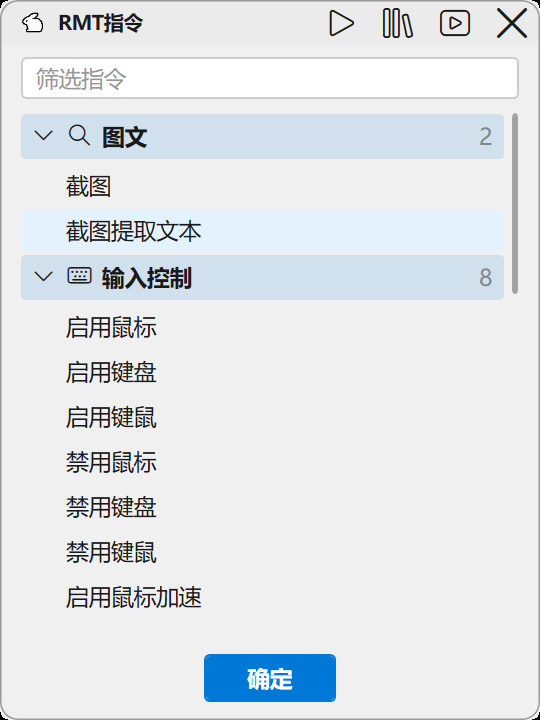 RMT指令
筛选指令
图文 2
截图
截图提取文本
输入控制 8
启用鼠标
启用键盘
启用键鼠
禁用鼠标
禁用键盘
禁用键鼠
启用鼠标加速
确定